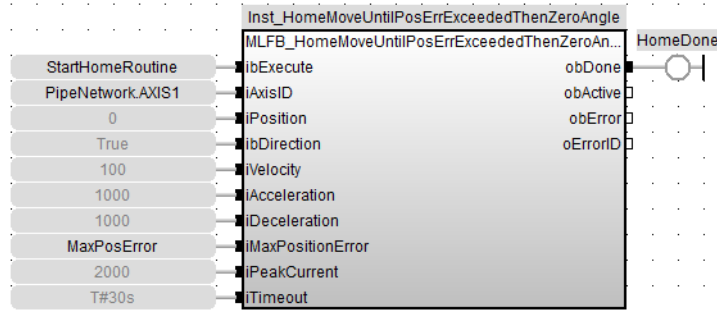 Inst_HomeMoveUntilPosErrExceededThenZeroAngle
MLFB_HomeMoveUntilPosErrExceededThenZeroAn... HomeDone
StartHomeRoutine ibExecute obDone
PipeNetwork.AXIS1 iAxisID obActive
0 iPosition obError
True ibDirection oErrorID
100 iVelocity
1000 iAcceleration
1000 iDeceleration
MaxPosError iMaxPositionError
2000 iPeakCurrent
T#30s iTimeout